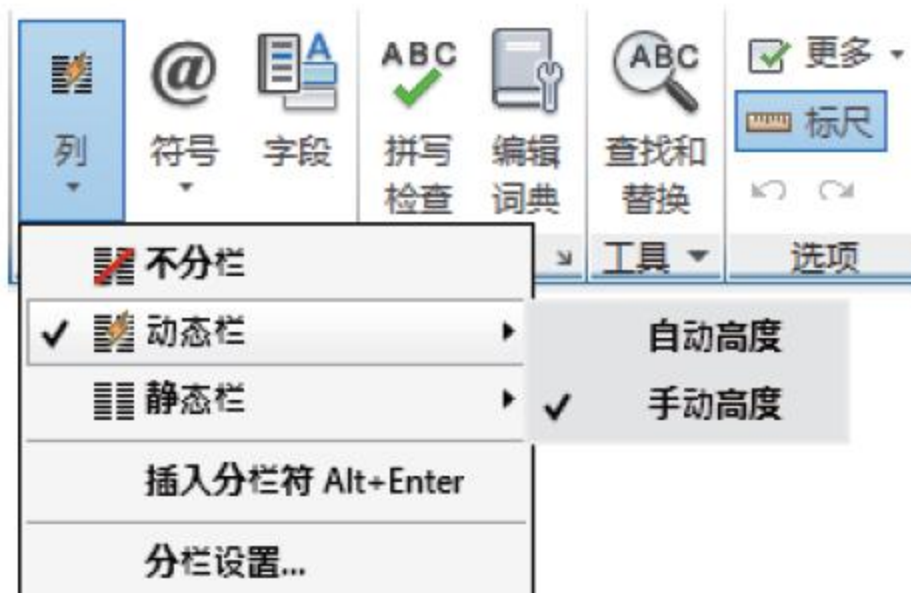 列
@
符号
A
字段
ABC
拼写
检查
编辑
词典
ABC
查找和
替换
更多
标尺
工具
选项
不分栏
动态栏
静态栏
插入分栏符 Alt+Enter
分栏设置...
自动高度
手动高度